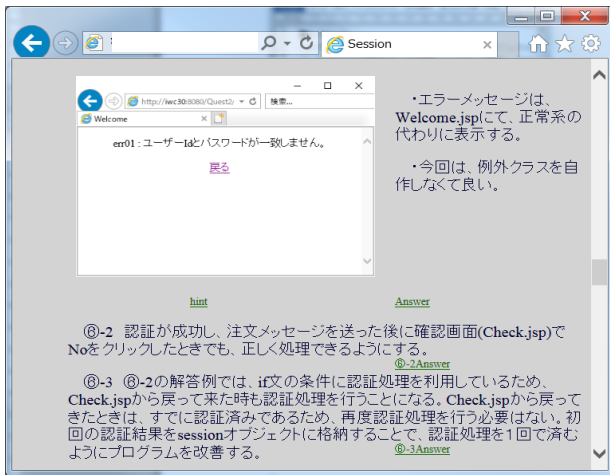 Session
http://iwc30:8080/Quest2/
検索...
Welcome
err01 : ユーザーIdとパスワードが一致しません。
戻る
・エラーメッセージは、
Welcome.jspにて、正常系の
代わりに表示する。
・今回は、例外クラスを自
作しなくて良い。
hint
Answer
⑥-2 認証が成功し、注文メッセージを送った後に確認画面(Check.jsp)で
Noをクリックしたときでも、正しく処理できるようにする。
⑥-2Answer
⑥-3 ⑥-2の解答例では、if文の条件に認証処理を利用しているため、
Check.jspから戻って来た時も認証処理を行うことになる。Check.jspから戻って
きたときは、すでに認証済みであるため、再度認証処理を行う必要はない。初
回の認証結果をsessionオブジェクトに格納することで、認証処理を1回で済む
ようにプログラムを改善する。
⑥-3Answer